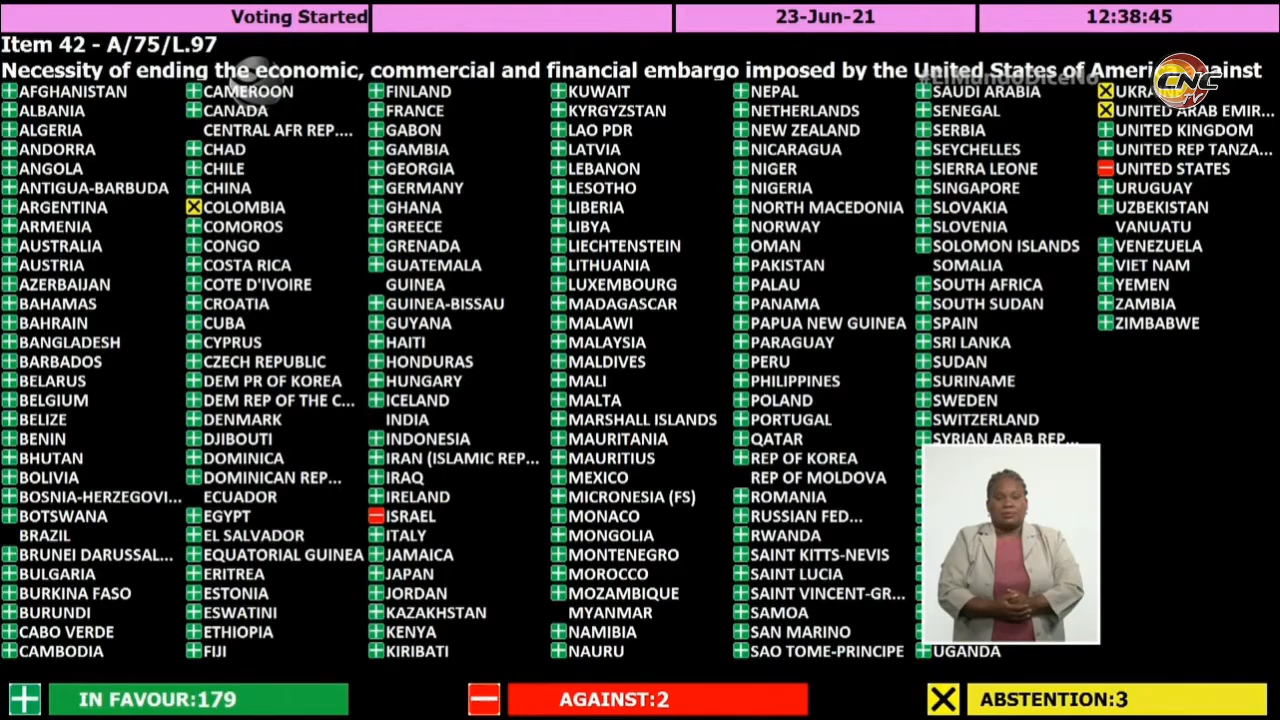 Voting Started 23-Jun-21 12:38:45
Item 42 - A/75/L.97
Necessity of ending the economic, commercial and financial embargo imposed by the United States of America against
CNC
TV
AFGHANISTAN
ALBANIA
ALGERIA
ANDORRA
ANGOLA
ANTIGUA-BARBUDA
ARGENTINA
ARMENIA
AUSTRALIA
AUSTRIA
AZERBAIJAN
BAHAMAS
BAHRAIN
BANGLADESH
BARBADOS
BELARUS
BELGIUM
BELIZE
BENIN
BHUTAN
BOLIVIA
BOSNIA-HERZEGOVI...
BOTSWANA
BRAZIL
BRUNEI DARUSSAL...
BULGARIA
BURKINA FASO
BURUNDI
CABO VERDE
CAMBODIA
CAMEROON
CANADA
CENTRAL AFR REP....
CHAD
CHILE
CHINA
COLOMBIA
COMOROS
CONGO
COSTA RICA
COTE D'IVOIRE
CROATIA
CUBA
CYPRUS
CZECH REPUBLIC
DEM PR OF KOREA
DEM REP OF THE C...
DENMARK
DJIBOUTI
DOMINICA
DOMINICAN REP...
ECUADOR
EGYPT
EL SALVADOR
EQUATORIAL GUINEA
ERITREA
ESTONIA
ESWATINI
ETHIOPIA
FIJI
FINLAND
FRANCE
GABON
GAMBIA
GEORGIA
GERMANY
GHANA
GREECE
GRENADA
GUATEMALA
GUINEA
GUINEA-BISSAU
GUYANA
HAITI
HONDURAS
HUNGARY
ICELAND
INDIA
INDONESIA
IRAN (ISLAMIC REP...
IRAQ
IRELAND
ISRAEL
ITALY
JAMAICA
JAPAN
JORDAN
KAZAKHSTAN
KENYA
KIRIBATI
KUWAIT
KYRGYZSTAN
LAO PDR
LATVIA
LEBANON
LESOTHO
LIBERIA
LIBYA
LIECHTENSTEIN
LITHUANIA
LUXEMBOURG
MADAGASCAR
MALAWI
MALAYSIA
MALDIVES
MALI
MALTA
MARSHALL ISLANDS
MAURITANIA
MAURITIUS
MEXICO
MICRONESIA (FS)
MONACO
MONGOLIA
MONTENEGRO
MOROCCO
MOZAMBIQUE
MYANMAR
NAMIBIA
NAURU
NEPAL
NETHERLANDS
NEW ZEALAND
NICARAGUA
NIGER
NIGERIA
NORTH MACEDONIA
NORWAY
OMAN
PAKISTAN
PALAU
PANAMA
PAPUA NEW GUINEA
PARAGUAY
PERU
PHILIPPINES
POLAND
PORTUGAL
QATAR
REP OF KOREA
REP OF MOLDOVA
ROMANIA
RUSSIAN FED...
RWANDA
SAINT KITTS-NEVIS
SAINT LUCIA
SAINT VINCENT-GR...
SAMOA
SAN MARINO
SAO TOME-PRINCIPE
SAUDI ARABIA
SENEGAL
SERBIA
SEYCHELLES
SIERRA LEONE
SINGAPORE
SLOVAKIA
SLOVENIA
SOLOMON ISLANDS
SOMALIA
SOUTH AFRICA
SOUTH SUDAN
SPAIN
SRI LANKA
SUDAN
SURINAME
SWEDEN
SWITZERLAND
SYRIAN ARAB REP...
UGANDA
UNITED ARAB EMIR...
UNITED KINGDOM
UNITED REP TANZA...
UNITED STATES
URUGUAY
UZBEKISTAN
VANUATU
VENEZUELA
VIET NAM
YEMEN
ZAMBIA
ZIMBABWE
IN FAVOUR:179 AGAINST:2 ABSTENTION:3